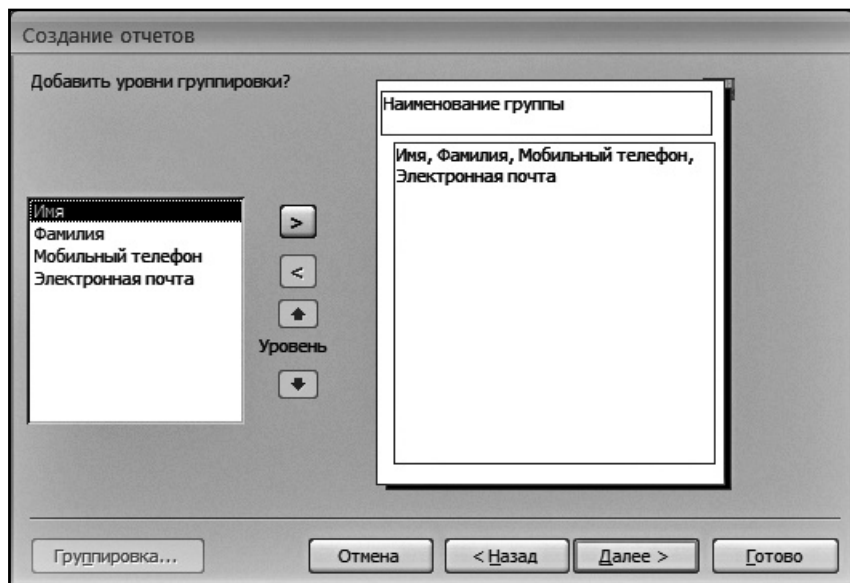 Создание отчетов
Добавить уровни группировки?
Имя
Фамилия
Мобильный телефон
Электронная почта
>
<
Уровень
Наименование группы
Имя, Фамилия, Мобильный телефон,
Электронная почта
Группировка...
Отмена
< Назад
Далее >
Готово